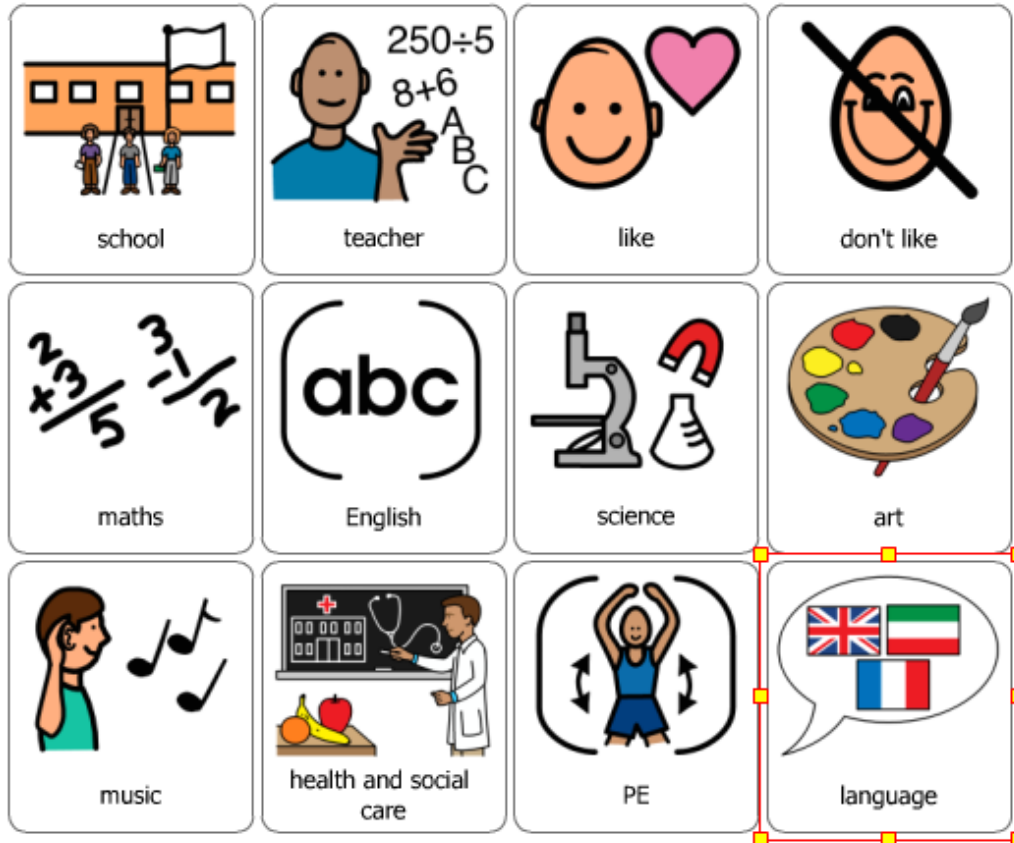 250÷5
8+6
A
B
C
school
teacher
like
don't like
2
+3
5
3
-1
2
abc
maths
English
science
art
music
health and social
care
PE
language